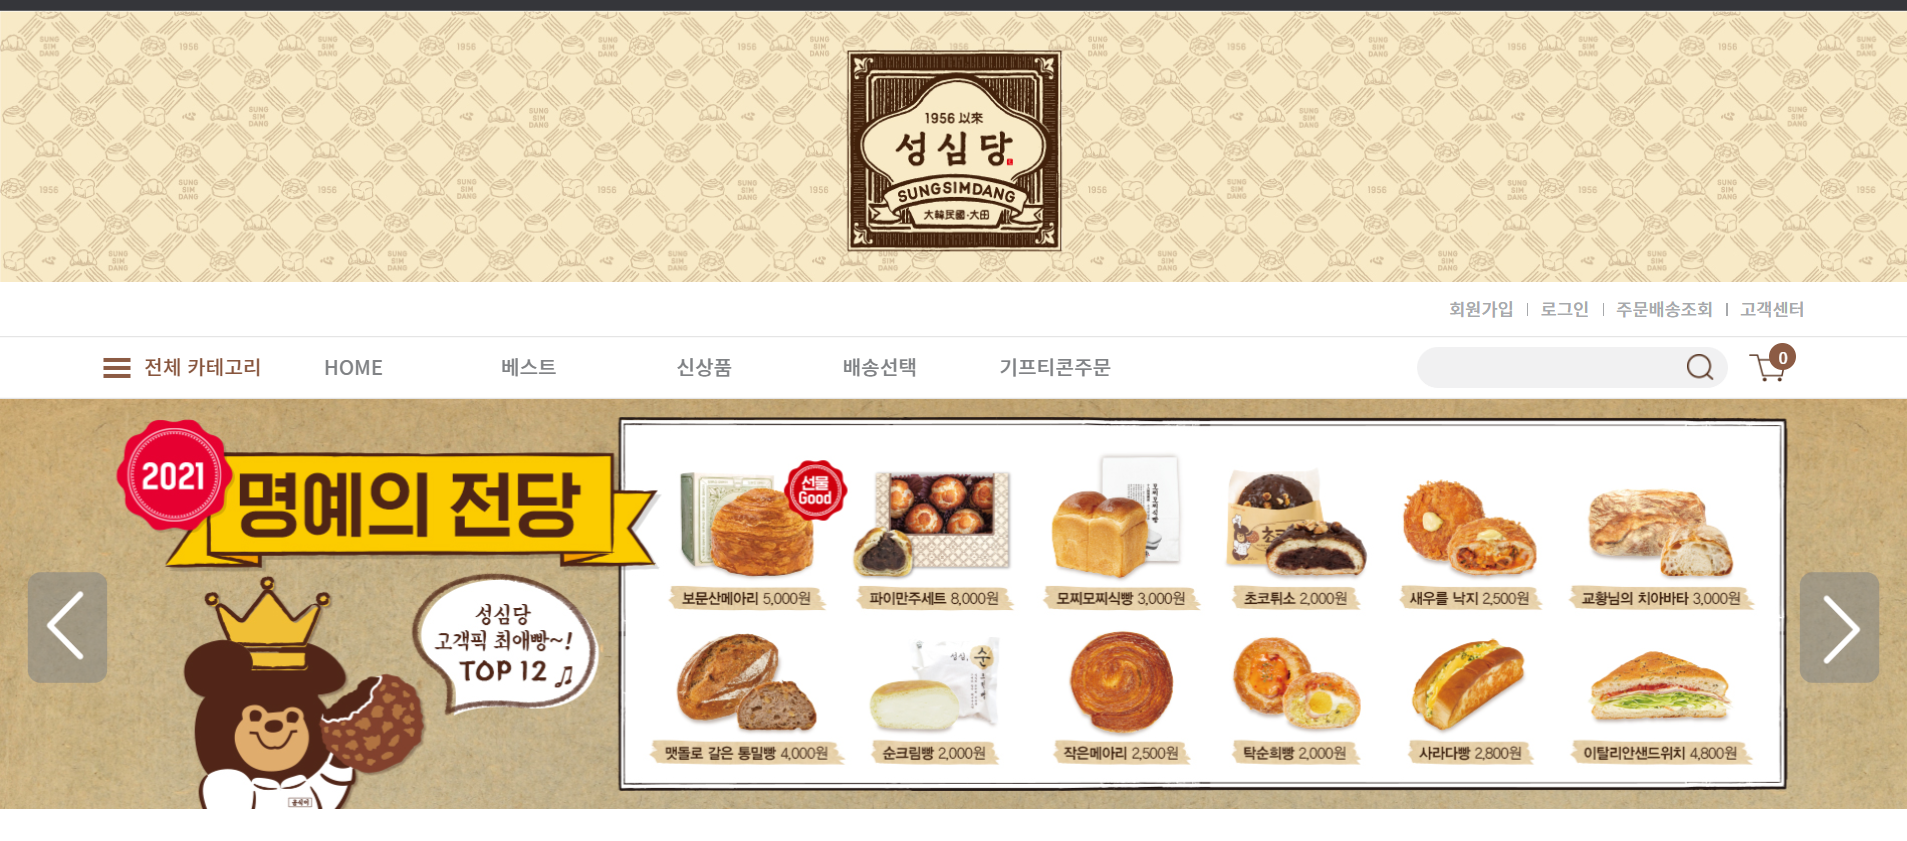 1956 以來
성심당
SUNGSIMDANG
大韓民國·大田
회원가입 | 로그인 | 주문배송조회 | 고객센터
전체 카테고리 HOME 베스트 신상품 배송선택 기프티콘주문
0
2021
명예의 전당
성심당
고객픽 최애빵~!
TOP 12
선물
Good
보문산메아리 5,000원
파이만주세트 8,000원
모찌모찌식빵 3,000원
초코튀소 2,000원
새우를 낙지 2,500원
교황님의 치아바타 3,000원
맷돌로 갈은 통밀빵 4,000원
순크림빵 2,000원
작은메아리 2,500원
탁순희빵 2,000원
사라다빵 2,800원
이탈리안샌드위치 4,800원